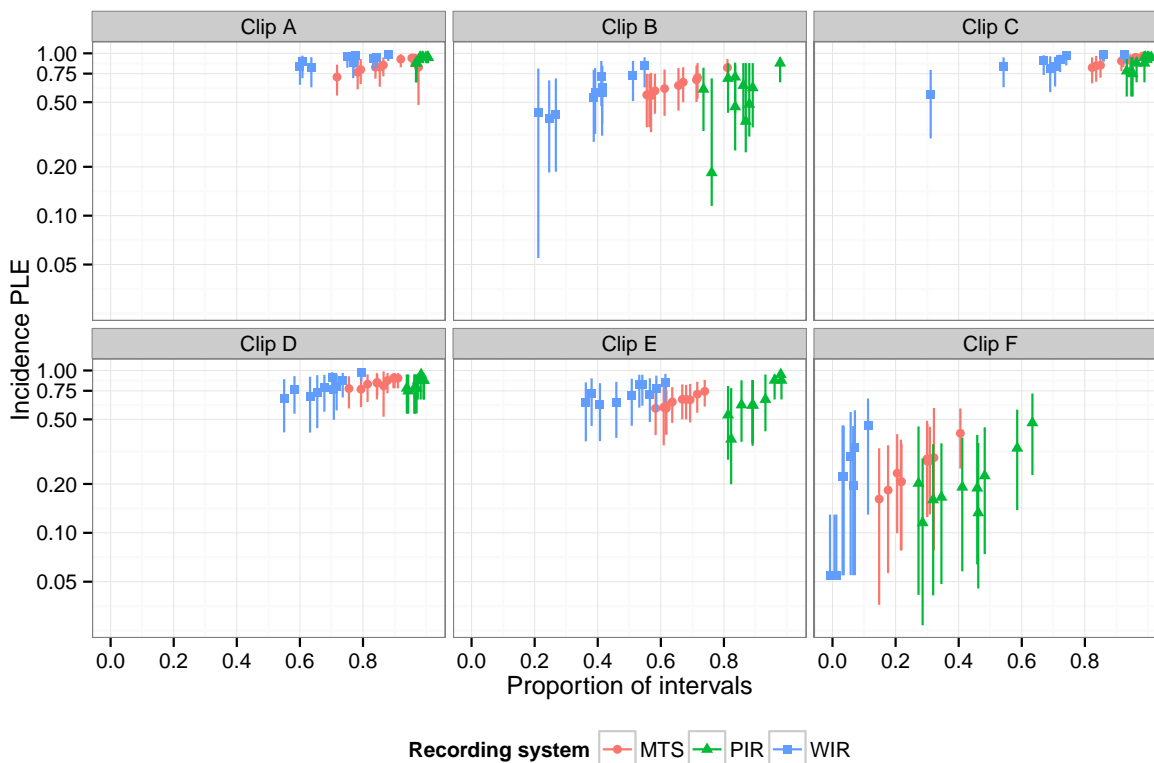 Clip A Clip B Clip C
1.00
0.75
0.50
0.20
0.10
0.05
Clip D Clip E Clip F
1.00
0.75
0.50
0.20
0.10
0.05
Incidence PLE
0.0 0.2 0.4 0.6 0.8 0.0 0.2 0.4 0.6 0.8 0.0 0.2 0.4 0.6 0.8
Proportion of intervals
Recording system MTS PIR WIR